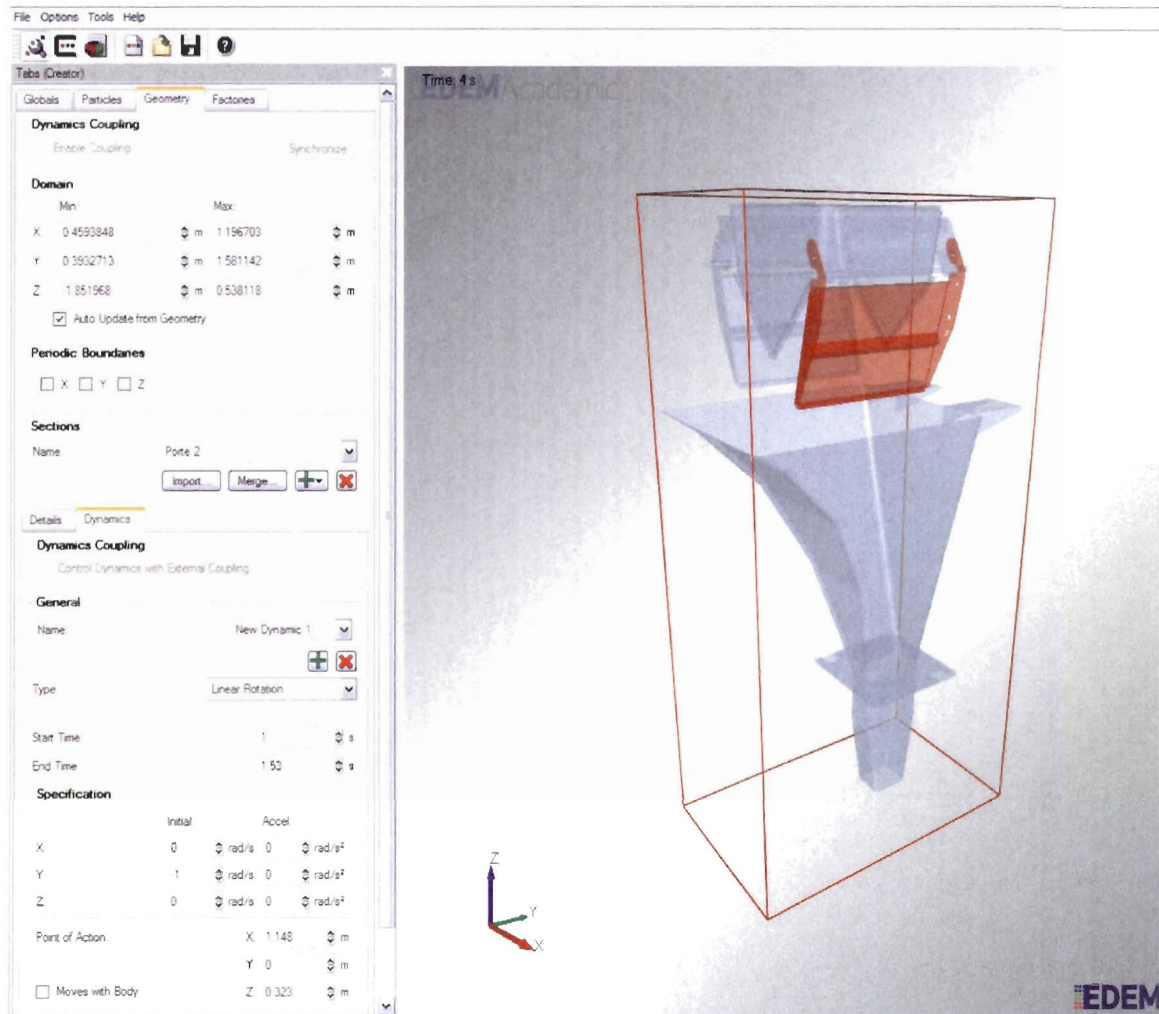 File Options Tools Help
Tabs (Creator)
Globals Particles Geometry Factories
Dynamics Coupling
Enable Coupling Synchronize
Domain
Min Max:
X: 0.4593848 m 1.196703 m
Y 0.3932713 m 1.581142 m
Z -1.851968 m 0.538118 m
Auto Update from Geometry
Periodic Boundaries
X Y Z
Sections
Name Porte 2
Import... Merge...
Details Dynamics
Dynamics Coupling
Control Dynamics with External Coupling
General
Name: New Dynamic 1
Type Linear Rotation
Start Time 1 s
End Time 1.53 s
Specification
Initial Accel
X 0 rad/s 0 rad/s²
Y -1 rad/s 0 rad/s²
Z 0 rad/s 0 rad/s²
Point of Action X: 1.148 m
Y 0 m
Moves with Body Z 0.323 m
Time: 4 s
EDEM Academic
Z
Y
X
EDEM